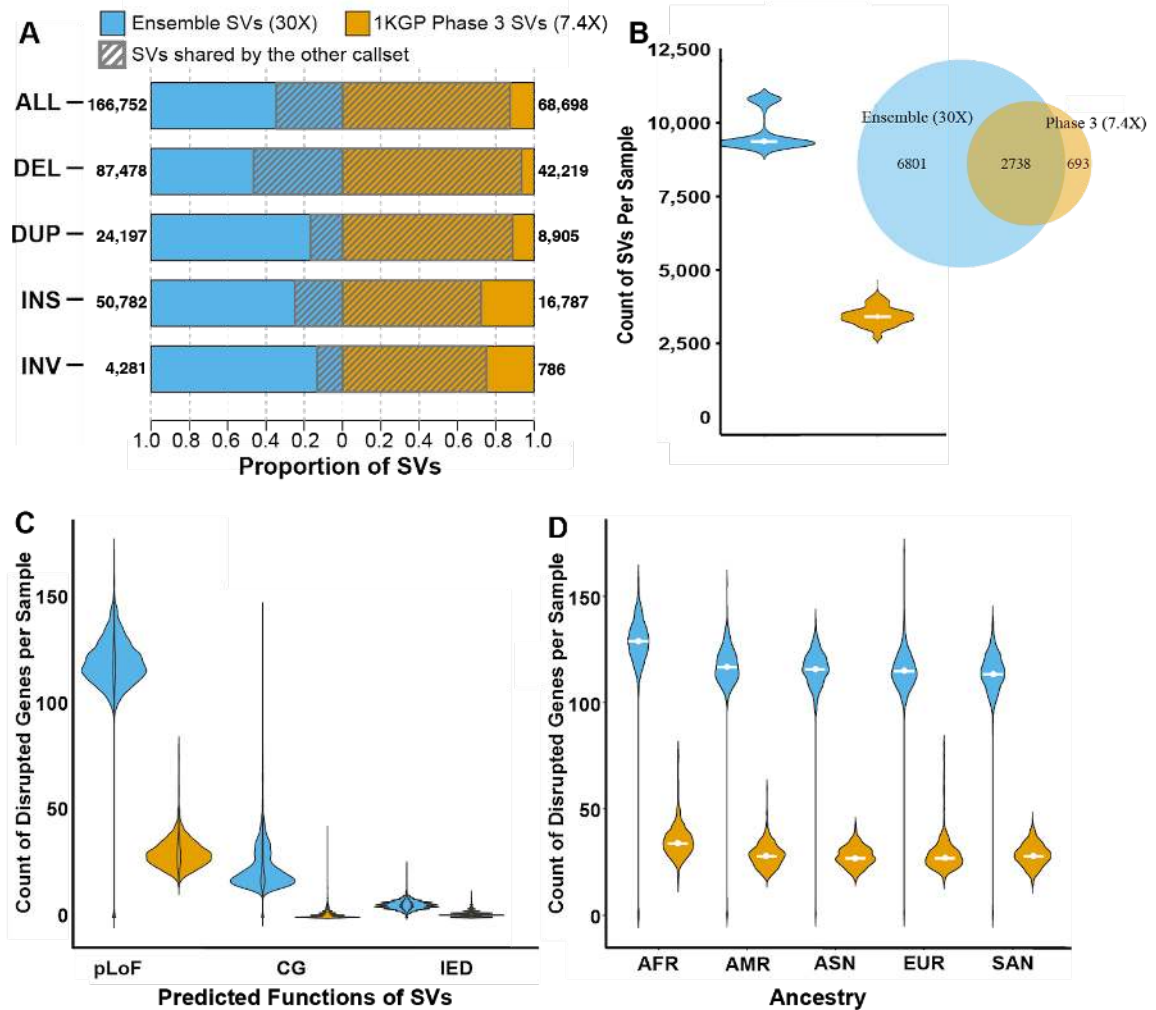 A
Ensemble SVs (30X)
1KGP Phase 3 SVs (7.4X)
SVs shared by the other callset
ALL
166,752
68,698
DEL
87,478
42,219
DUP
24,197
8,905
INS
50,782
16,787
INV
4,281
786
1.0 0.8 0.6 0.4 0.2 0 0.2 0.4 0.6 0.8 1.0
Proportion of SVs
B
Count of SVs Per Sample
12,500
10,000
7,500
5,000
2,500
0
Ensemble (30X)
Phase 3 (7.4X)
6801
2738
693
C
Count of Disrupted Genes per Sample
150
100
50
0
pLoF CG IED
Predicted Functions of SVs
D
Count of Disrupted Genes per Sample
150
100
50
0
AFR AMR ASN EUR SAN
Ancestry